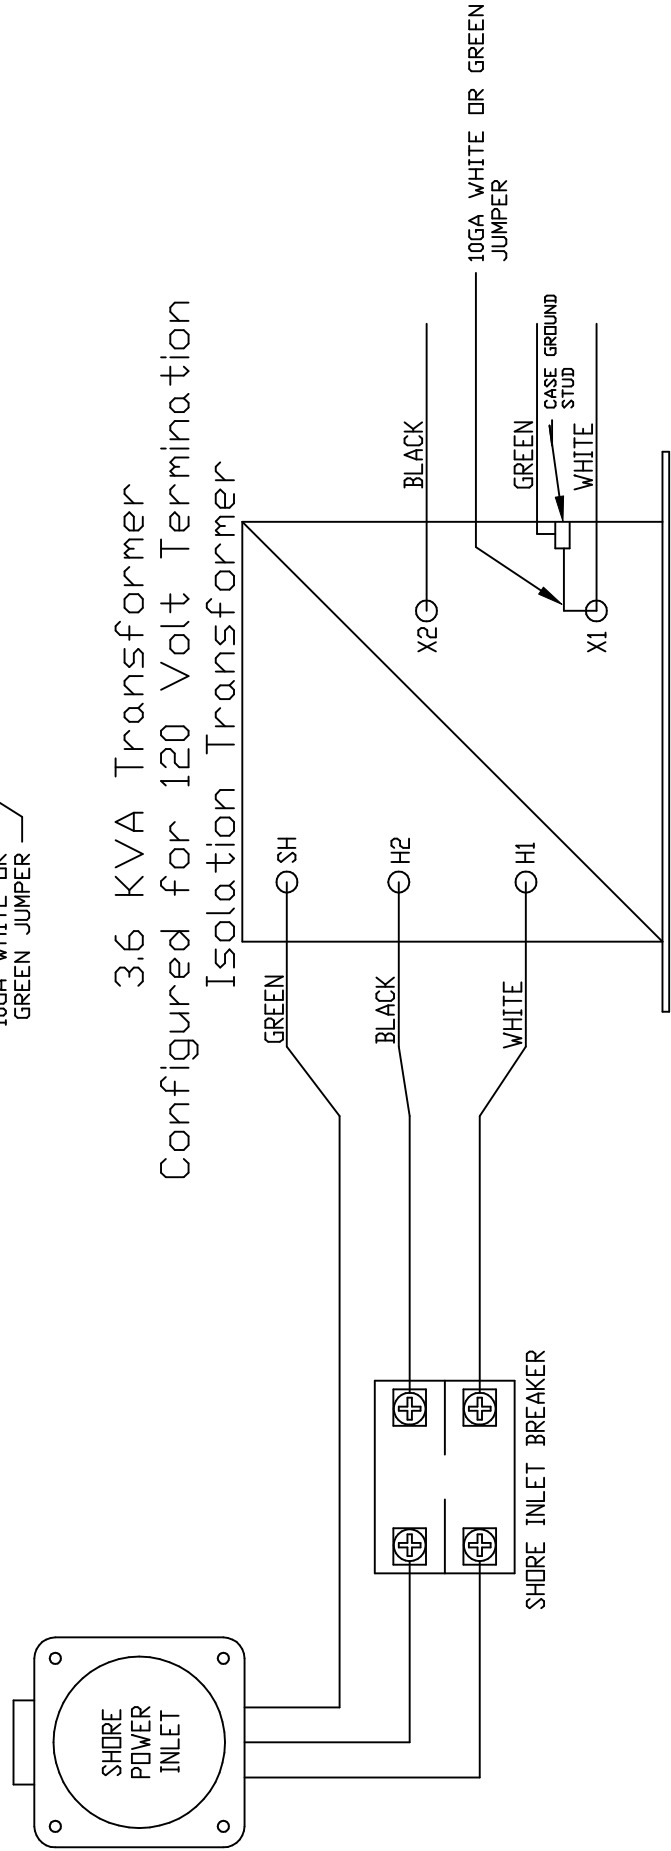 GREEN JUMPER
3.6 KVA Transformer
Configured for 120 Volt Termination
Isolation Transformer
SHORE
POWER
INLET
SHORE INLET BREAKER
GREEN
BLACK
WHITE
SH
H2
H1
X2
X1
BLACK
GREEN
WHITE
CASE GROUND
STUD
10GA WHITE OR GREEN
JUMPER